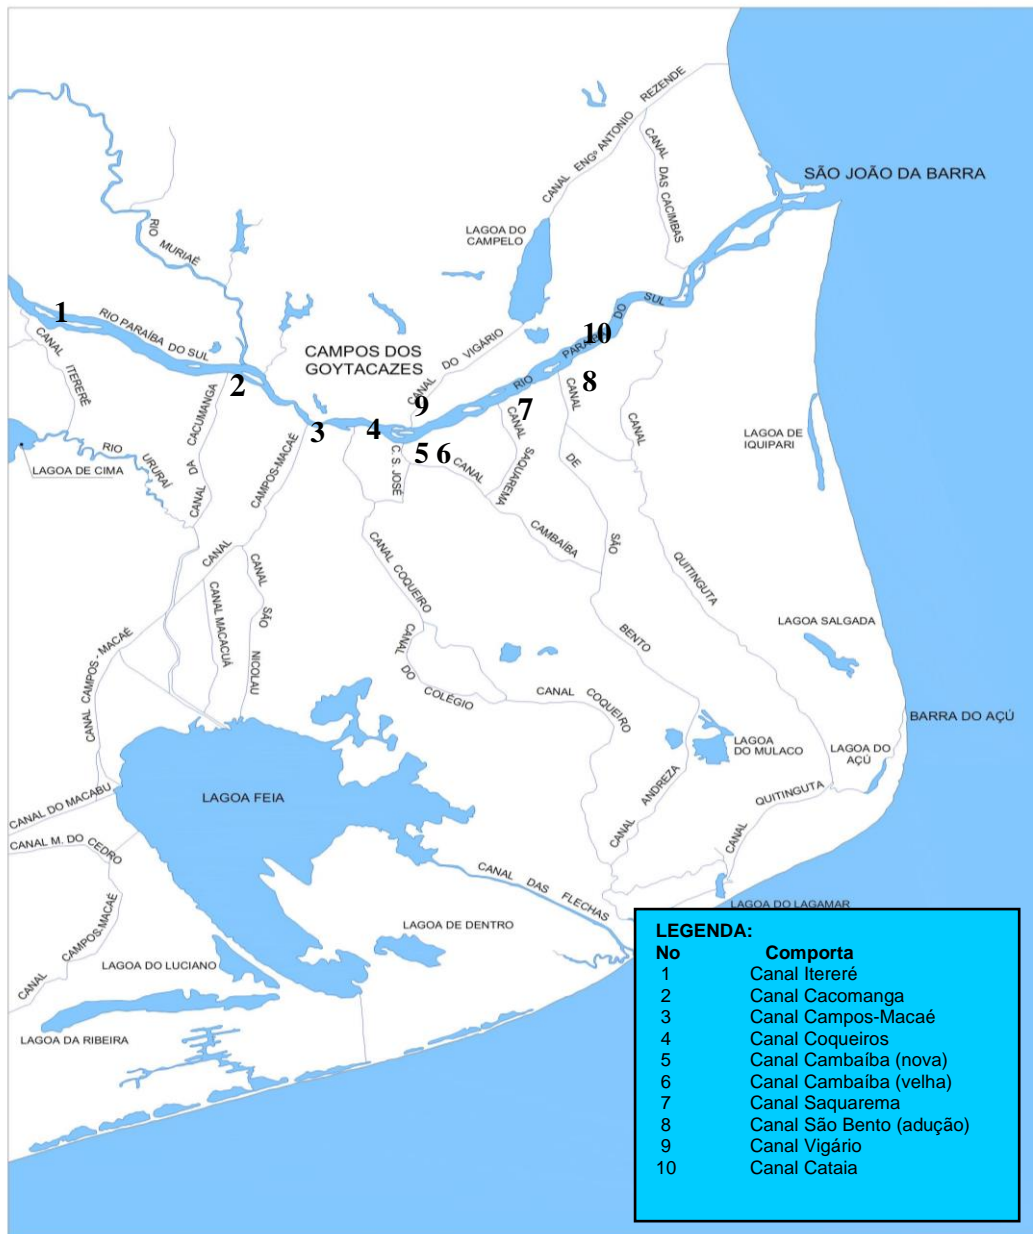 CANAL ENGº ANTONIO REZENDE
CANAL DAS CACIMBAS
SÃO JOÃO DA BARRA
LAGOA DO
CAMPELO
RIO MURIAÉ
1
RIO PARAÍBA DO SUL
CANAL ITERERÉ
2
CAMPOS DOS
GOYTACAZES
3
4
9
CANAL DO VIGÁRIO
5
6
7
8
10
RIO PARAÍBA DO SUL
CANAL DA CACUMANGA
RIO URURAÍ
LAGOA DE CIMA
CANAL CAMPOS-MACAÉ
C. S. JOSÉ
CANAL CAMBAÍBA
CANAL SAQUAREMA
CANAL DE SÃO BENTO
CANAL QUITINGUTA
LAGOA DE
IQUIPARI
CANAL COQUEIRO
CANAL MACACUÁ
CANAL SÃO NICOLAU
CANAL DO COLÉGIO
CANAL COQUEIRO
CANAL CAMPOS - MACAÉ
LAGOA SALGADA
BARRA DO AÇÚ
LAGOA
DO MULACO
LAGOA DO
AÇÚ
CANAL ANDREZA
CANAL QUITINGUTA
LAGOA FEIA
CANAL DO MACABU
CANAL M. DO CEDRO
CANAL CAMPOS-MACAÉ
CANAL DAS FLECHAS
LAGOA DE DENTRO
LAGOA DO LAGAMAR
LAGOA DO LUCIANO
LAGOA DA RIBEIRA
LEGENDA:
No Comporta
1 Canal Itereré
2 Canal Cacomanga
3 Canal Campos-Macaé
4 Canal Coqueiros
5 Canal Cambaíba (nova)
6 Canal Cambaíba (velha)
7 Canal Saquarema
8 Canal São Bento (adução)
9 Canal Vigário
10 Canal Cataia